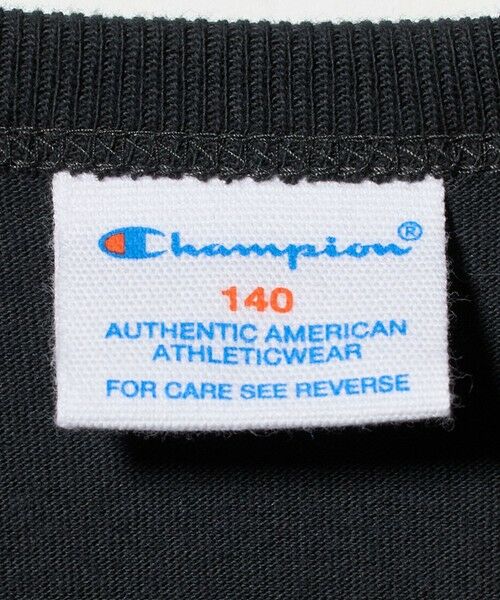 Champion®
140
AUTHENTIC AMERICAN
ATHLETICWEAR
FOR CARE SEE REVERSE